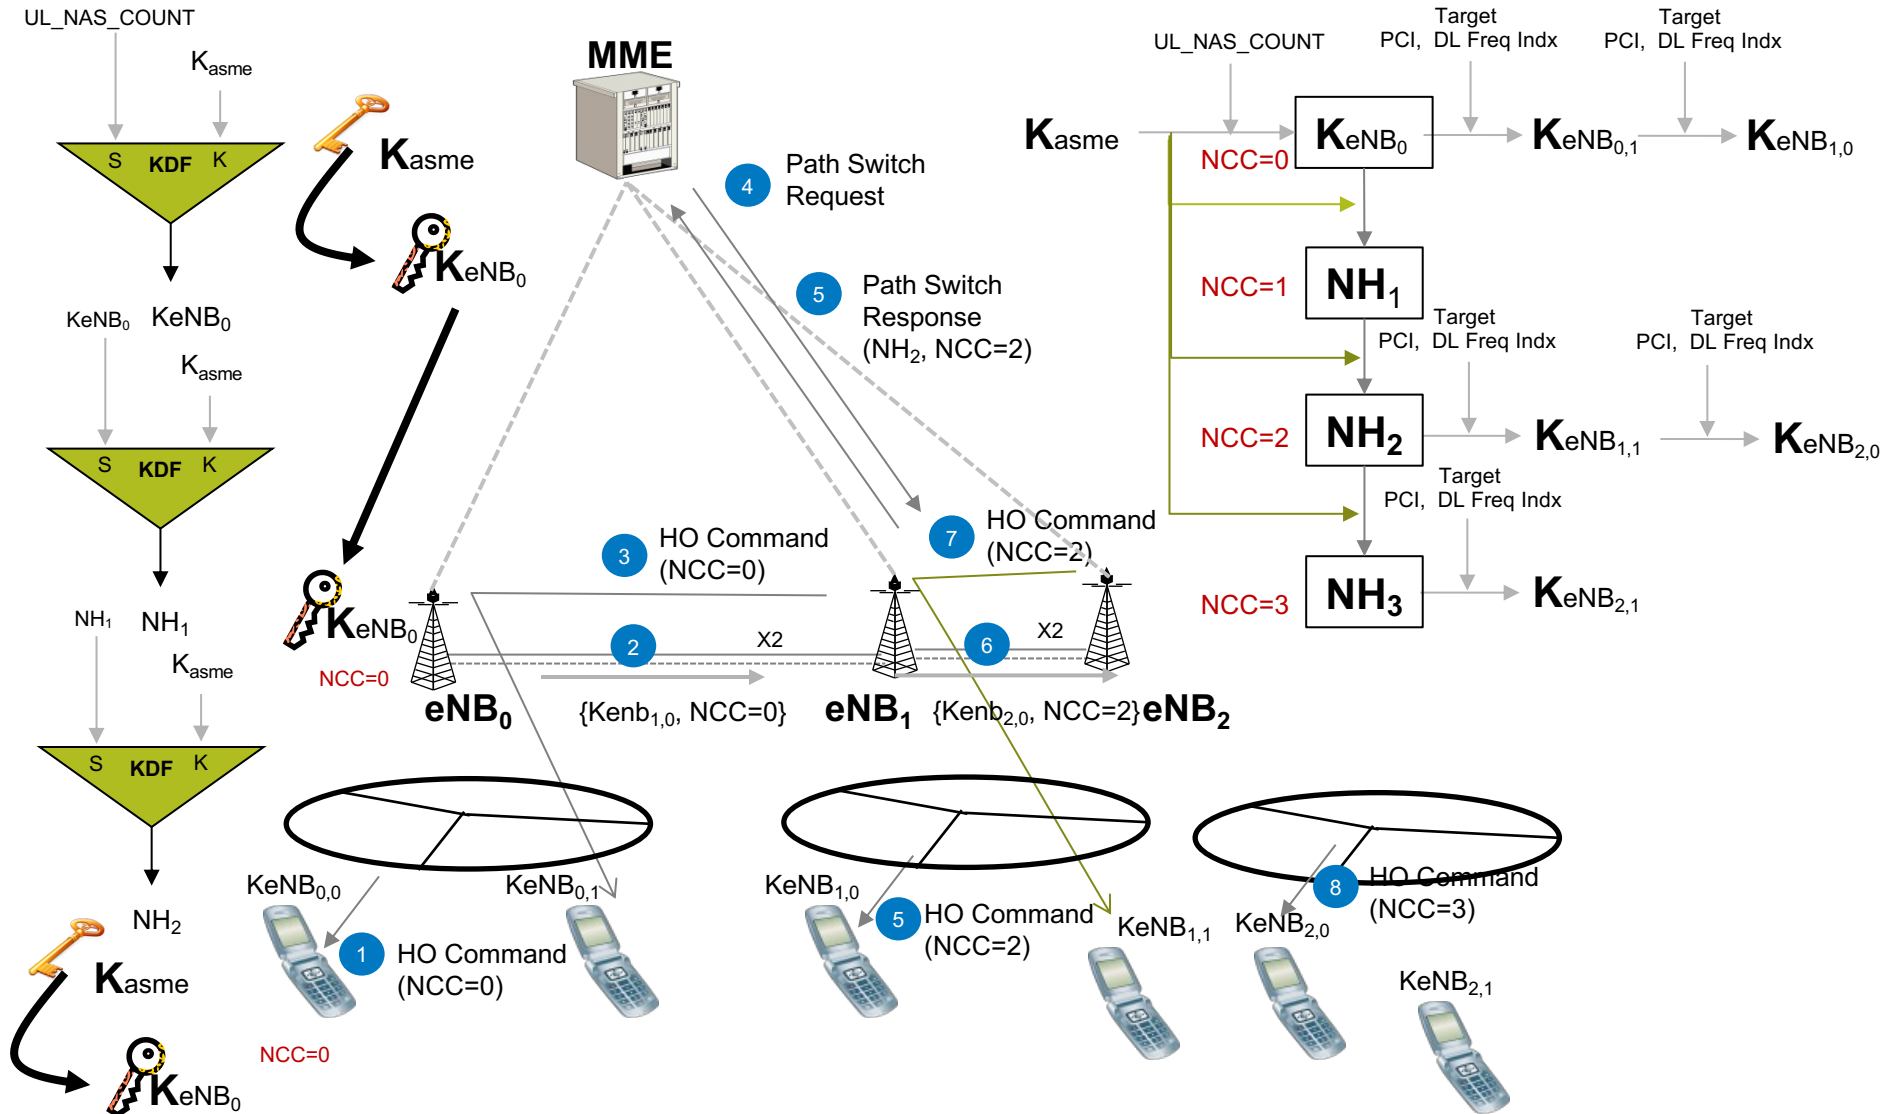 UL_NAS_COUNT
Kasme
S KDF K
KeNB0
KeNB0
Kasme
S KDF K
NH1
NH1
Kasme
S KDF K
NH2
Kasme
KeNB0
NCC=0
Kasme
KeNB0
KeNB0
NCC=0
MME
4
Path Switch
Request
5
Path Switch
Response
(NH2, NCC=2)
3
HO Command
(NCC=0)
7
HO Command
(NCC=2)
2
X2
6
X2
eNB0
{Kenb1,0, NCC=0}
eNB1
{Kenb2,0, NCC=2}
eNB2
KeNB0,0
1
HO Command
(NCC=0)
KeNB0,1
KeNB1,0
5
HO Command
(NCC=2)
KeNB1,1
KeNB2,0
8
HO Command
(NCC=3)
KeNB2,1
UL_NAS_COUNT
Target
PCI, DL Freq Indx
Target
PCI, DL Freq Indx
Kasme
NCC=0
KeNB0
KeNB0,1
KeNB1,0
NCC=1
NH1
Target
PCI, DL Freq Indx
Target
PCI, DL Freq Indx
NCC=2
NH2
KeNB1,1
KeNB2,0
Target
PCI, DL Freq Indx
NCC=3
NH3
KeNB2,1